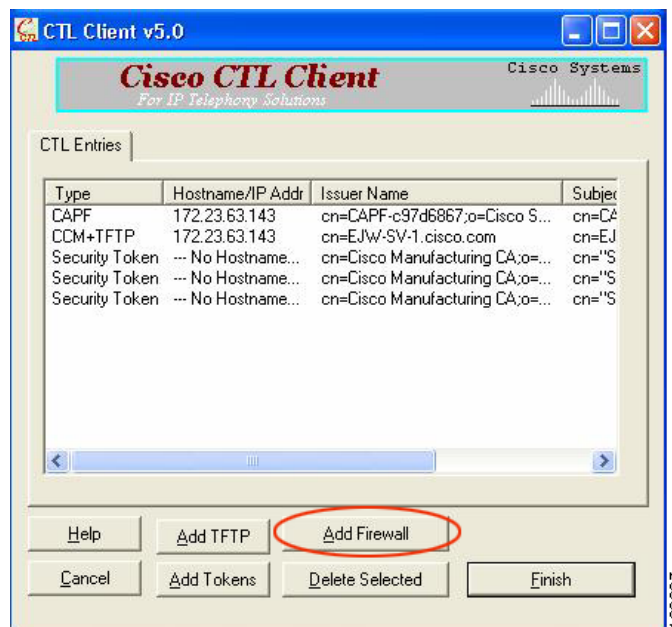 CTL Client v5.0
Cisco CTL Client
For IP Telephony Solutions
Cisco Systems
CTL Entries
Type Hostname/IP Addr Issuer Name Subjec
CAPF 172.23.63.143 cn=CAPF-c97d6867;o=Cisco S... cn=CA
CCM+TFTP 172.23.63.143 cn=EJW-SV-1.cisco.com cn=EJ
Security Token --- No Hostname... cn=Cisco Manufacturing CA;o=... cn="S
Security Token --- No Hostname... cn=Cisco Manufacturing CA;o=... cn="S
Security Token --- No Hostname... cn=Cisco Manufacturing CA;o=... cn="S
Help Add TFTP Add Firewall
Cancel Add Tokens Delete Selected Finish